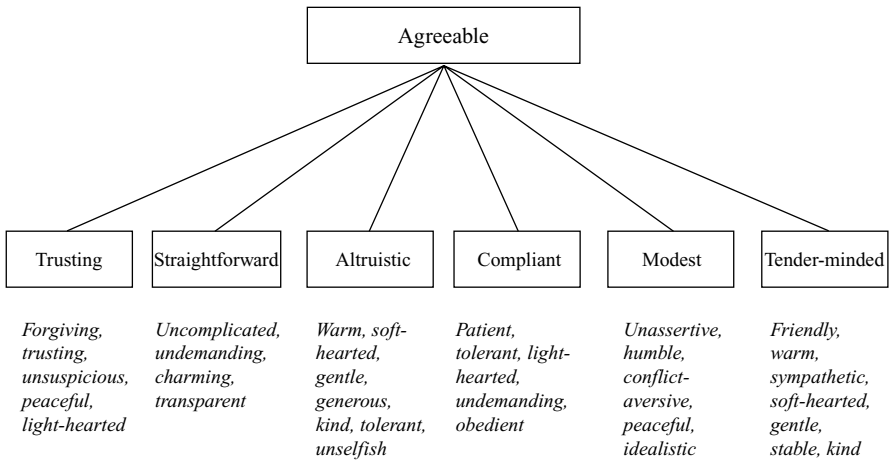 Agreeable
Trusting
Straightforward
Altruistic
Compliant
Modest
Tender-minded
Forgiving,
trusting,
unsuspicious,
peaceful,
light-hearted
Uncomplicated,
undemanding,
charming,
transparent
Warm, soft-
hearted,
gentle,
generous,
kind, tolerant,
unselfish
Patient,
tolerant, light-
hearted,
undemanding,
obedient
Unassertive,
humble,
conflict-
aversive,
peaceful,
idealistic
Friendly,
warm,
sympathetic,
soft-hearted,
gentle,
stable, kind